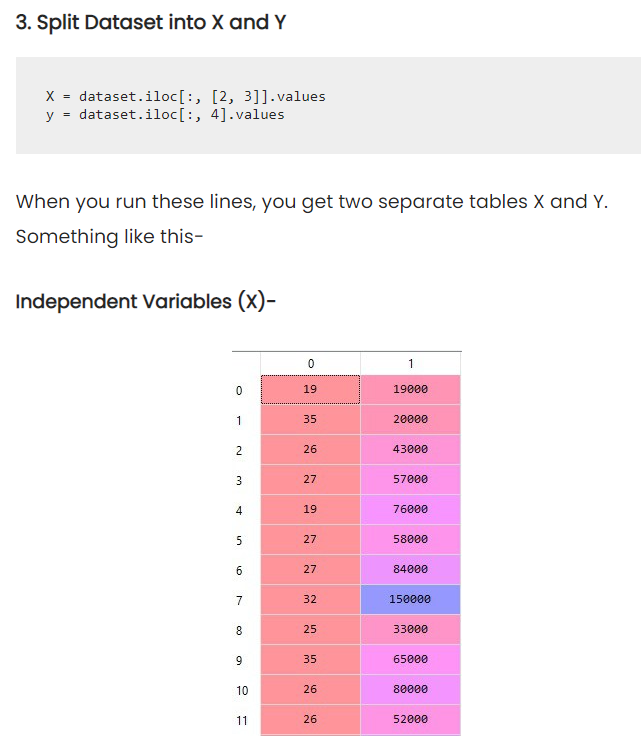 3. Split Dataset into X and Y
X = dataset.iloc[:, [2, 3]].values
y = dataset.iloc[:, 4].values
When you run these lines, you get two separate tables X and Y.
Something like this-
Independent Variables (X)-
0 1
0 19 19000
1 35 20000
2 26 43000
3 27 57000
4 19 76000
5 27 58000
6 27 84000
7 32 150000
8 25 33000
9 35 65000
10 26 80000
11 26 52000